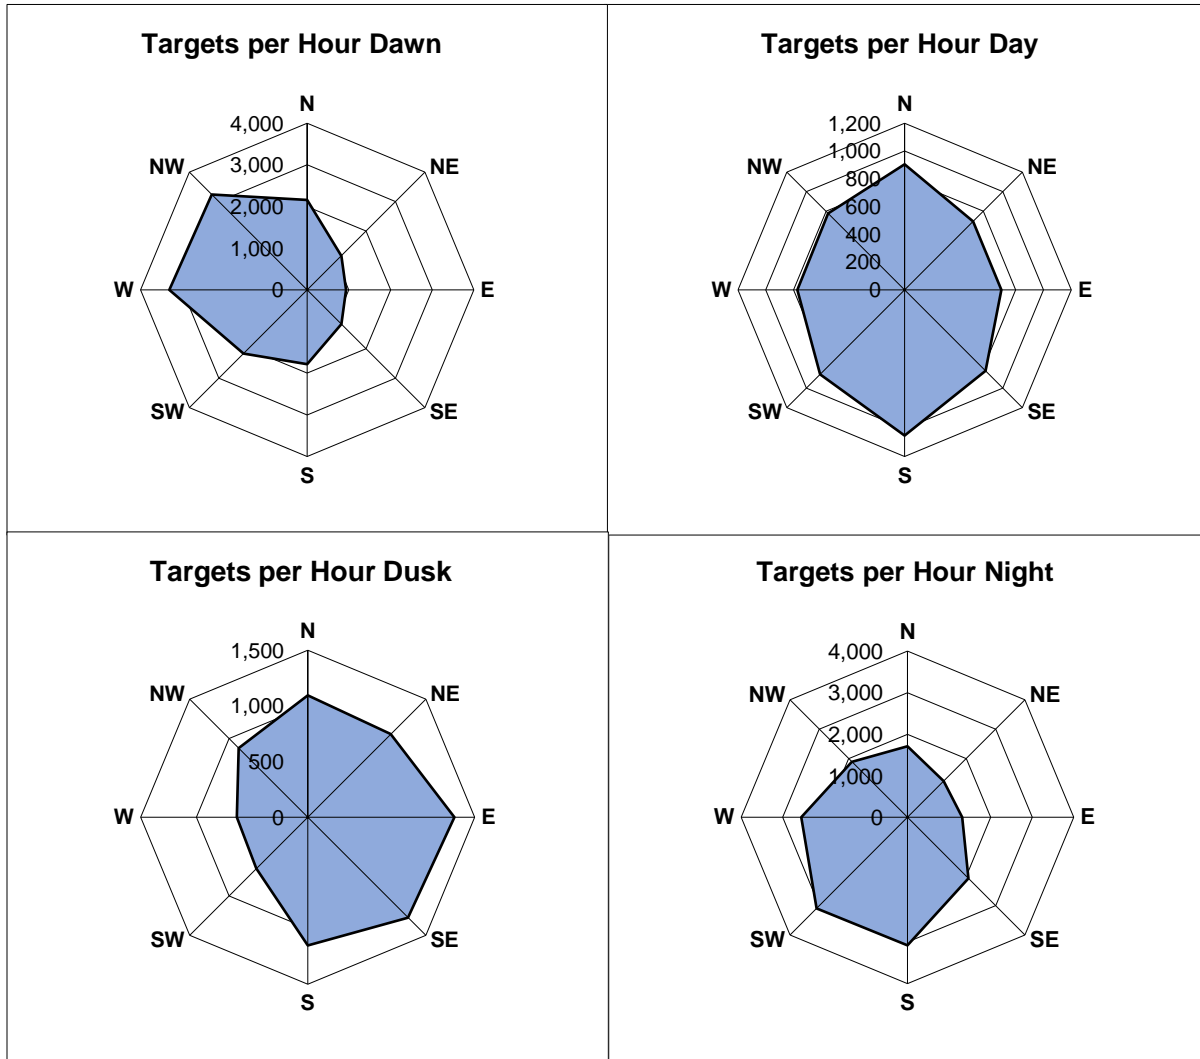 Targets per Hour Dawn
N
4,000
NW
NE
3,000
2,000
1,000
W
0
E
SW
SE
S
Targets per Hour Day
N
1,200
1,000
NW
NE
800
600
400
200
W
0
E
SW
SE
S
Targets per Hour Dusk
N
1,500
NW
NE
1,000
500
W
0
E
SW
SE
S
Targets per Hour Night
N
4,000
NW
NE
3,000
2,000
1,000
W
0
E
SW
SE
S